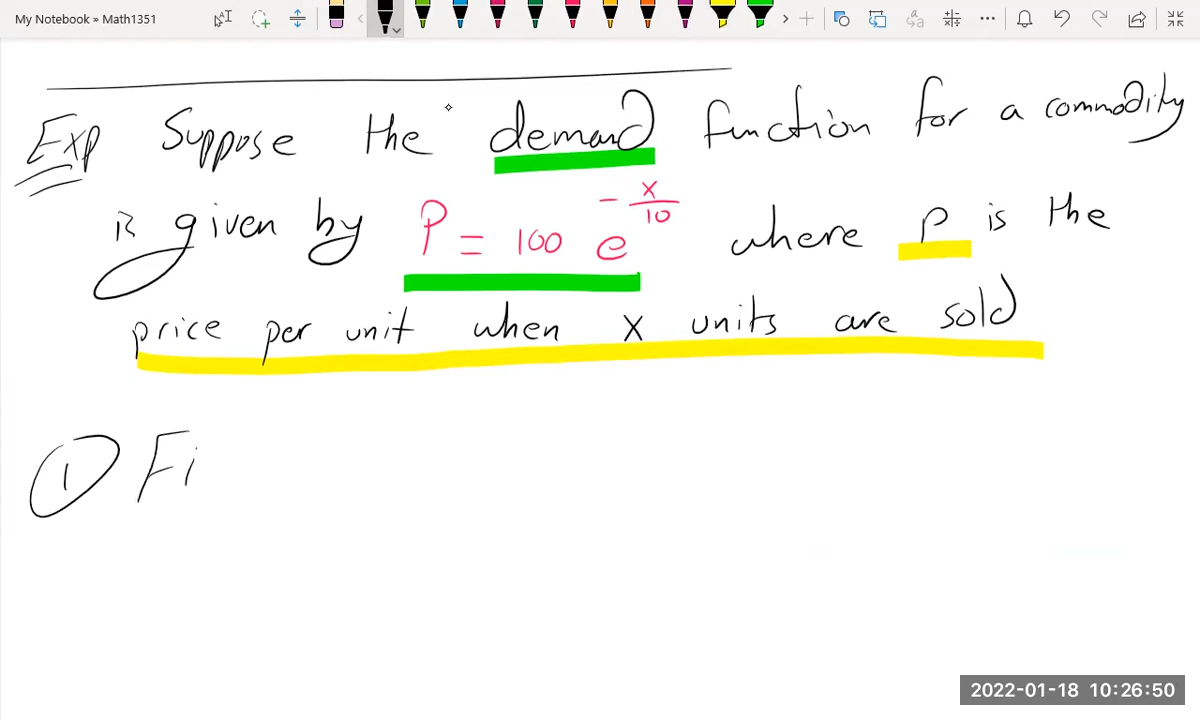 My Notebook » Math1351
Exp Suppose the demand function for a commodity
is given by P = 100 e^(-x/10) where p is the
price per unit when x units are sold
① Fi
2022-01-18 10:26:50